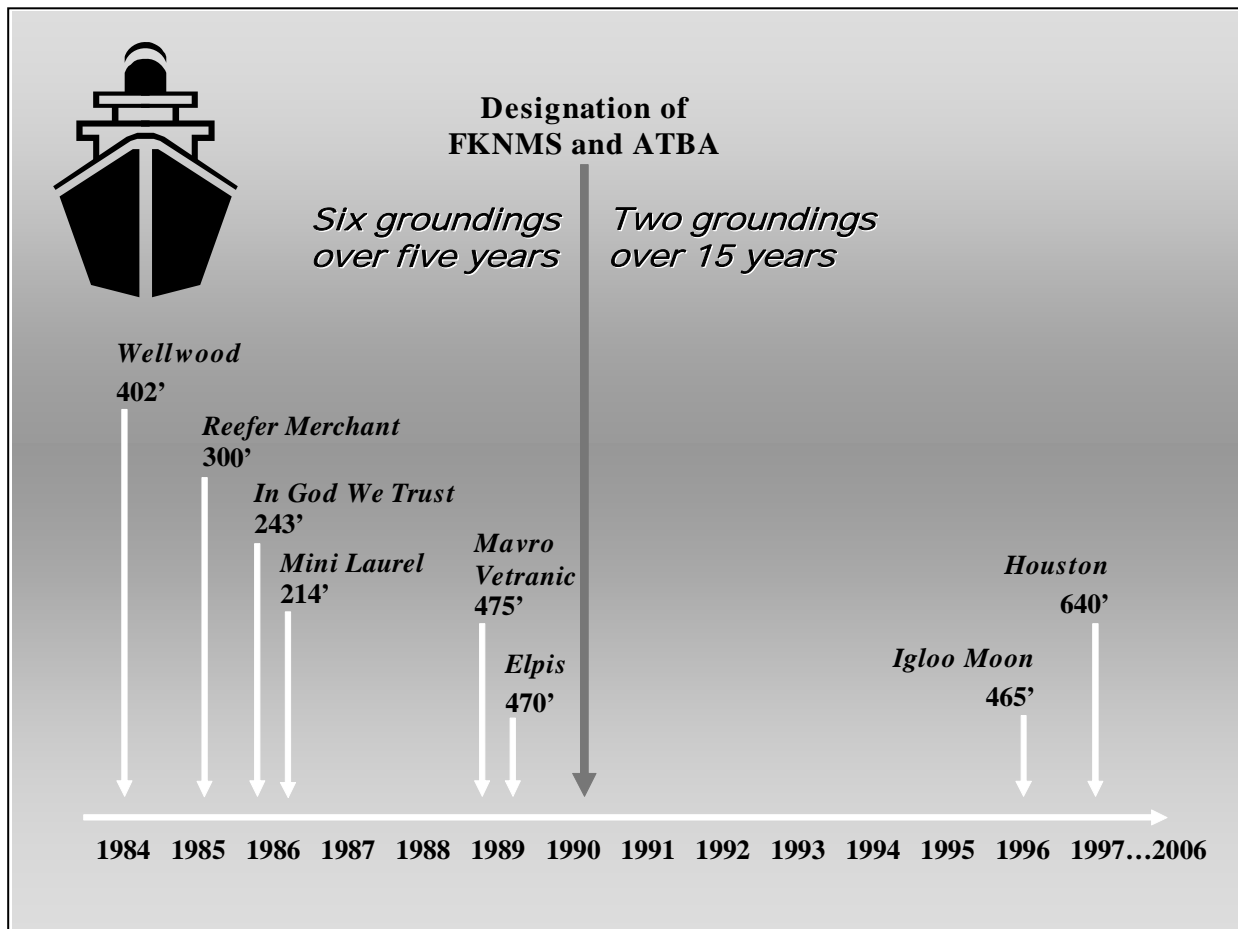 Designation of
FKNMS and ATBA
Six groundings
over five years
Two groundings
over 15 years
Wellwood
402’
Reefer Merchant
300’
In God We Trust
243’
Mini Laurel
214’
Mavro
Vetranic
475’
Elpis
470’
Houston
640’
Igloo Moon
465’
1984 1985 1986 1987 1988 1989 1990 1991 1992 1993 1994 1995 1996 1997…2006